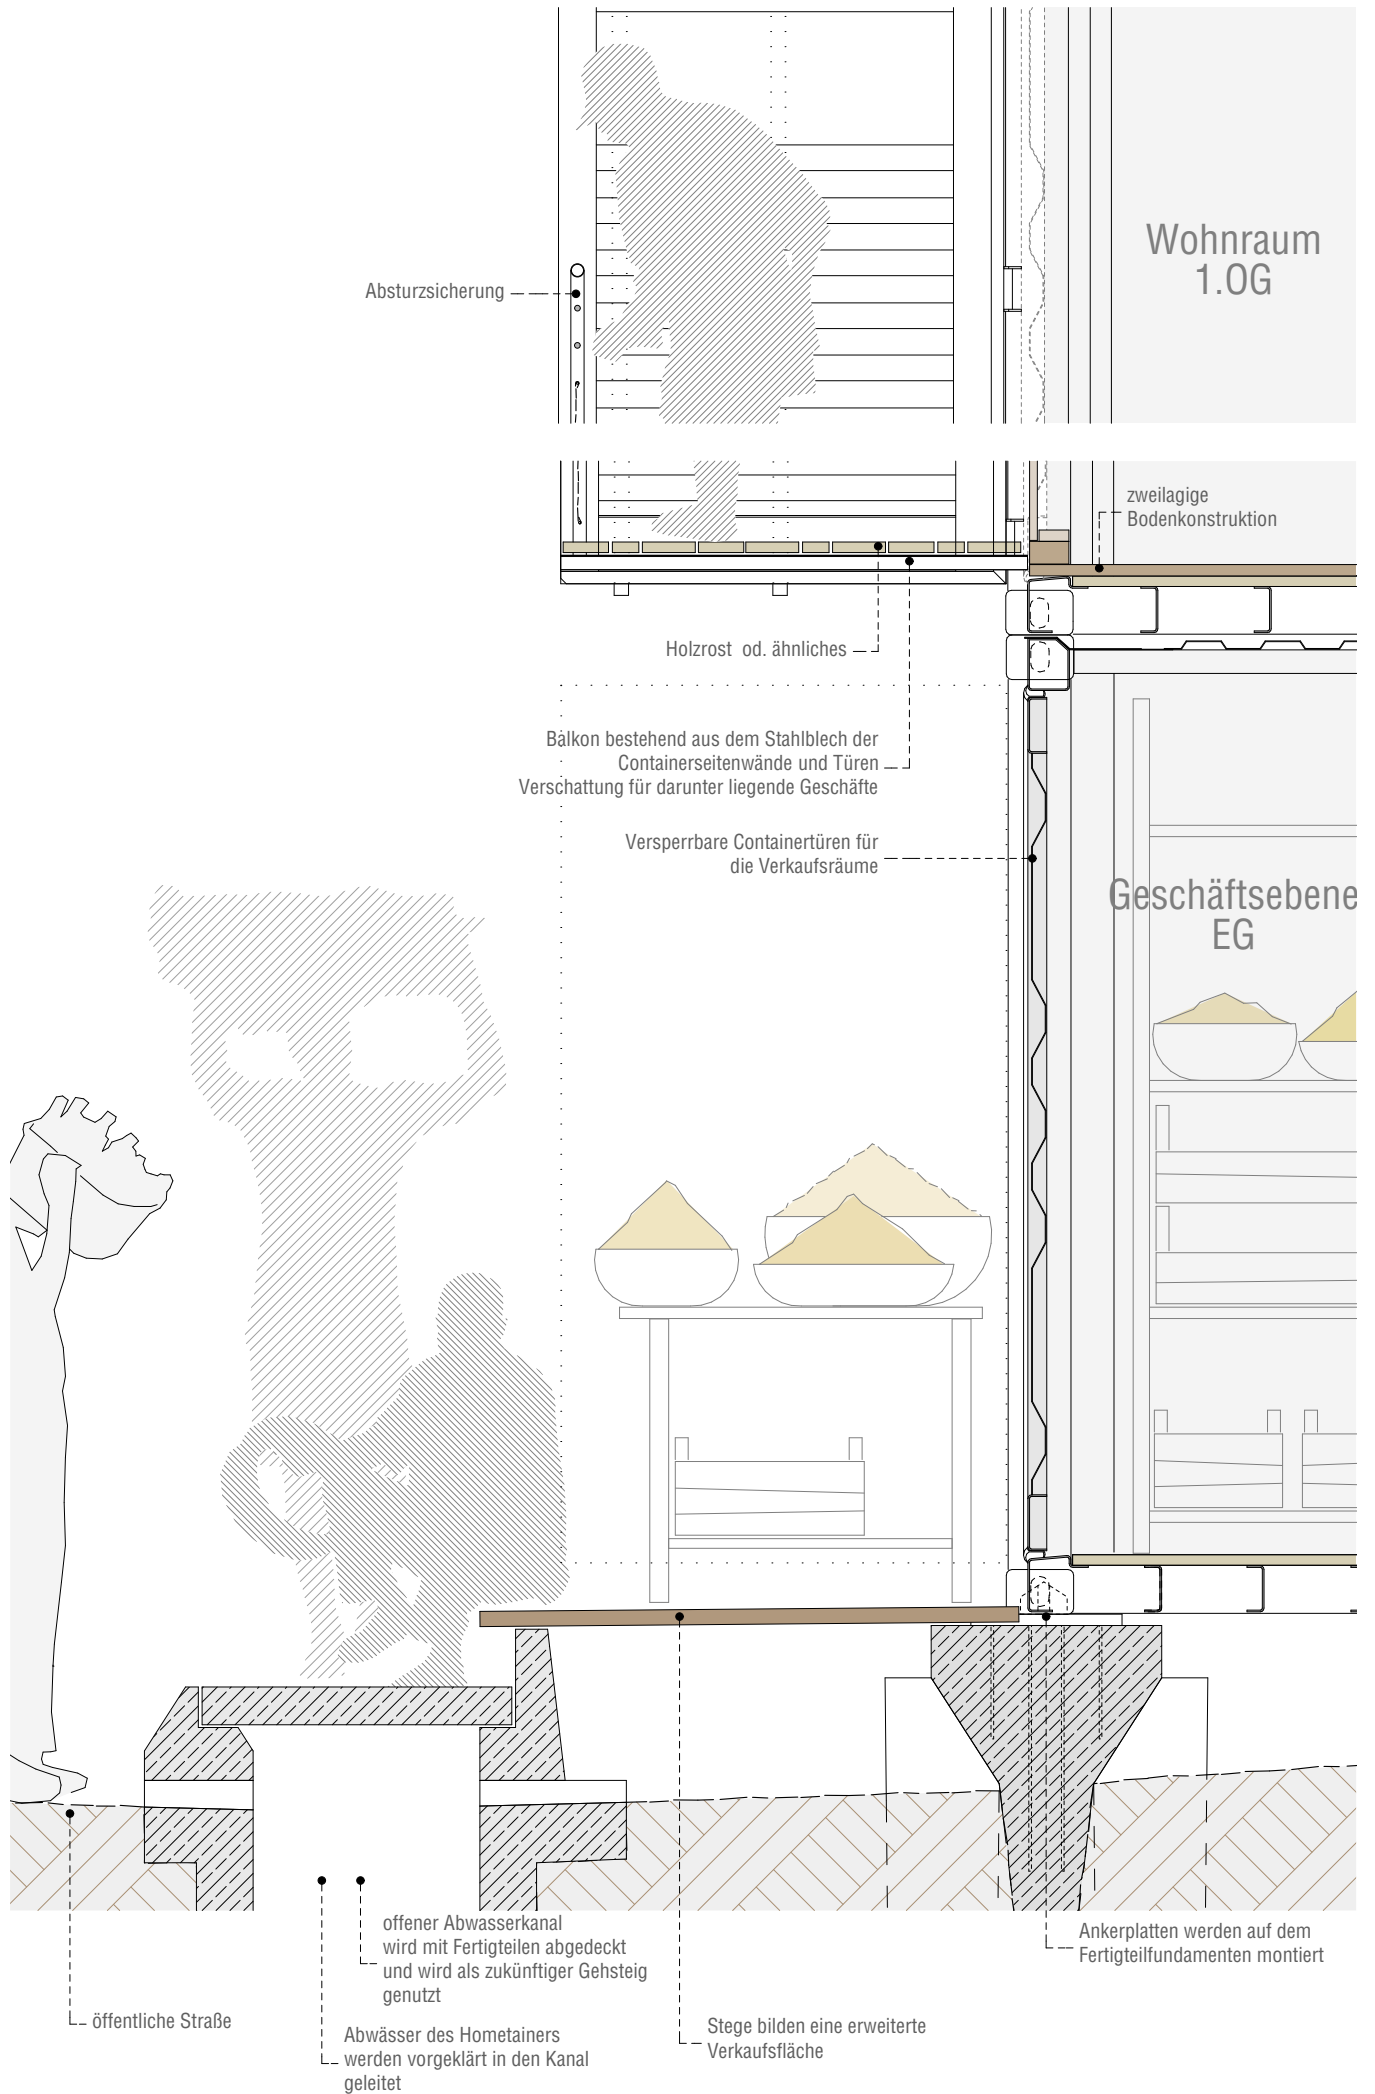 Wohnraum
1.OG
Absturzsicherung
zweilagige
Bodenkonstruktion
Holzrost od. ähnliches
Balkon bestehend aus dem Stahlblech der
Containerseitenwände und Türen
Verschattung für darunter liegende Geschäfte
Versperrbare Containertüren für
die Verkaufsräume
Geschäftsebene
EG
offener Abwasserkanal
wird mit Fertigteilen abgedeckt
und wird als zukünftiger Gehsteig
genutzt
Ankerplatten werden auf dem
Fertigteilfundamenten montiert
öffentliche Straße
Abwässer des Hometainers
werden vorgeklärt in den Kanal
geleitet
Stege bilden eine erweiterte
Verkaufsfläche